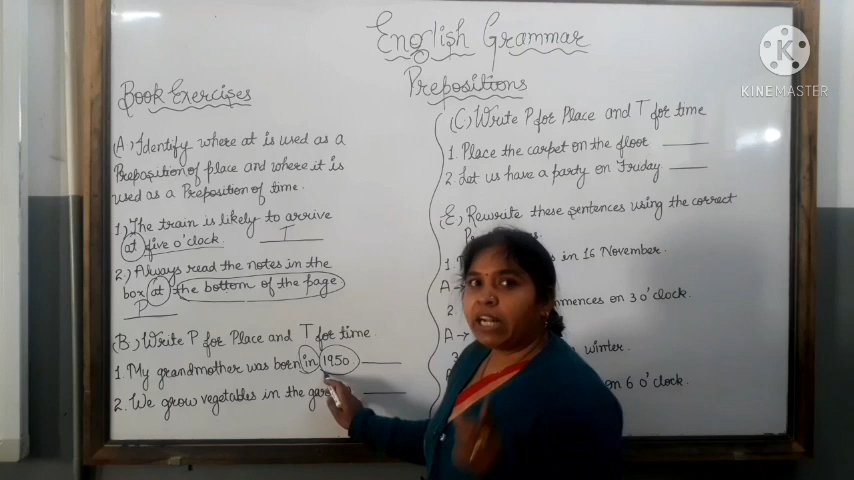 English Grammar
Prepositions
Book Exercises
(A) Identify where at is used as a
Preposition of place and where it is
used as a Preposition of time.
1) The train is likely to arrive
at five o'clock. T
2) Always read the notes in the
box at the bottom of the page
P
(B) Write P for Place and T for time
1 My grandmother was born in 1950
2. We grow vegetables in the
(C) Write P for Place and T for time
1. Place the carpet on the floor
2. Let us have a party on Friday
(E) Rewrite these sentences using the correct
1. in 16 November.
A→
2 on 3 o'clock.
A→
3 winter.
on 6 o'clock.
K
KINEMASTER